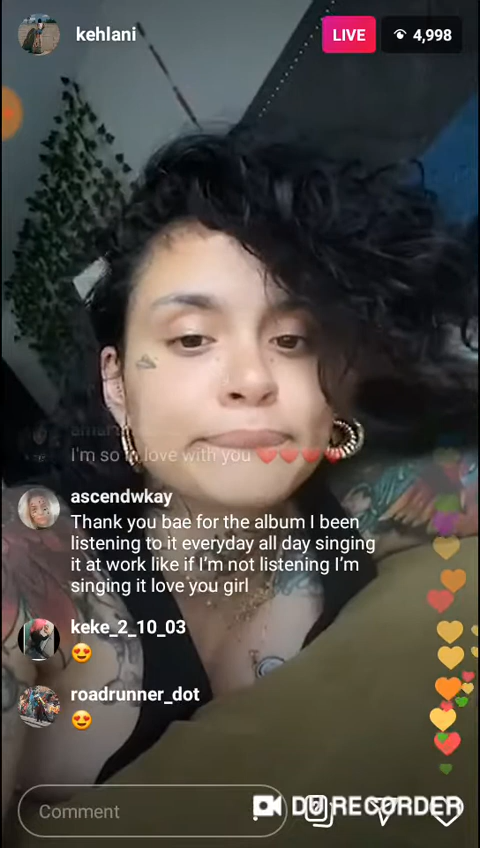 kehlani
LIVE
4,998
I'm so in love with you ❤️❤️❤️❤️
ascendwkay
Thank you bae for the album I been
listening to it everyday all day singing
it at work like if I'm not listening I'm
singing it love you girl
keke_2_10_03
😍
roadrunner_dot
😍
Comment
DU RECORDER